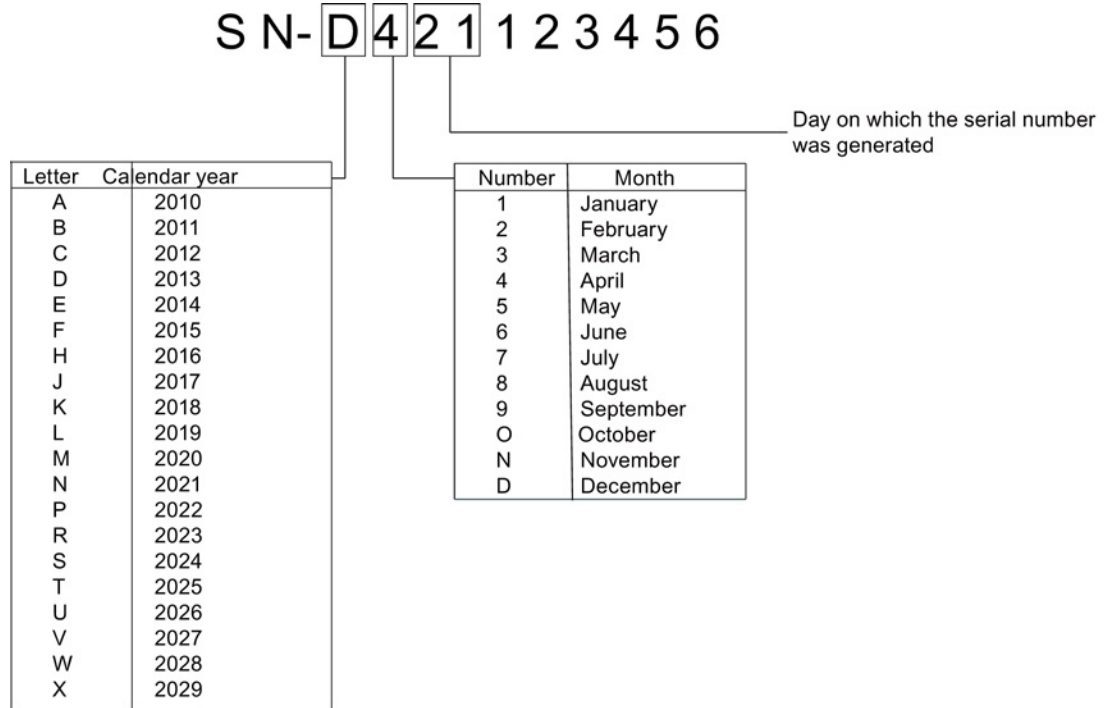 S N- D 4 2 1 1 2 3 4 5 6
Day on which the serial number
was generated
Letter Calendar year
A 2010
B 2011
C 2012
D 2013
E 2014
F 2015
H 2016
J 2017
K 2018
L 2019
M 2020
N 2021
P 2022
R 2023
S 2024
T 2025
U 2026
V 2027
W 2028
X 2029
Number Month
1 January
2 February
3 March
4 April
5 May
6 June
7 July
8 August
9 September
O October
N November
D December